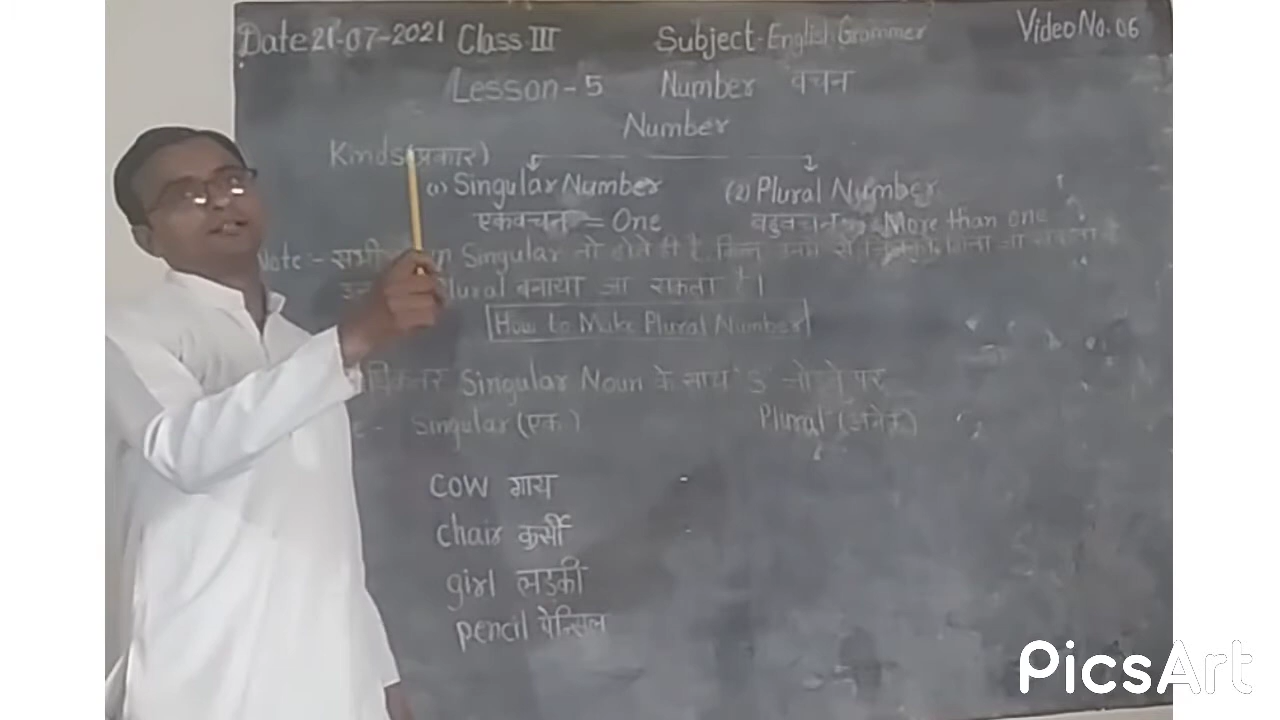 Date 21-07-2021 Class III Subject-English Grammer Video No. 06
Lesson-5 Number वचन
Number
Kinds (प्रकार)
(1) Singular Number (2) Plural Number
एकवचन = One बहुवचन More than one
Note - सभी Singular तो होते ही है, किन्तु उनमें से
Plural बनाया जा सकता है।
How to Make Plural Number
Singular Noun के साथ 'S' जोड़ने पर
Singular (एक) Plural (अनेक)
cow गाय -
chair कुर्सी -
girl लड़की
pencil पेन्सिल
PicsArt